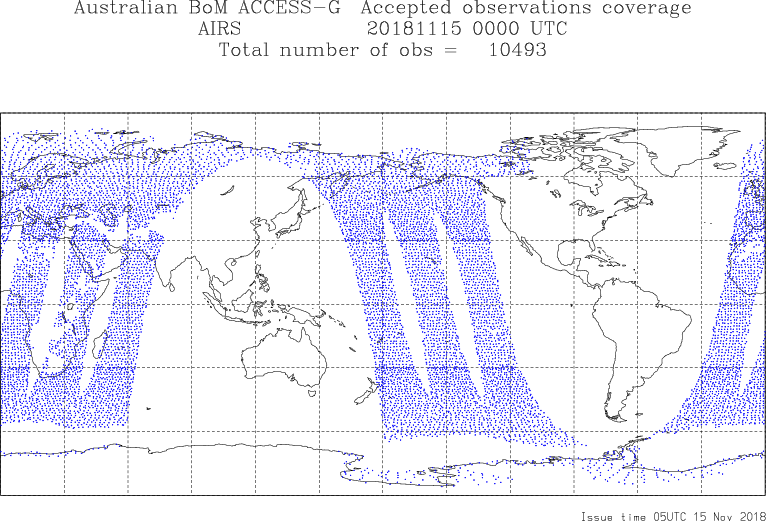 Australian BoM ACCESS-G Accepted observations coverage
AIRS 20181115 0000 UTC
Total number of obs = 10493
Issue time 05UTC 15 Nov 2018